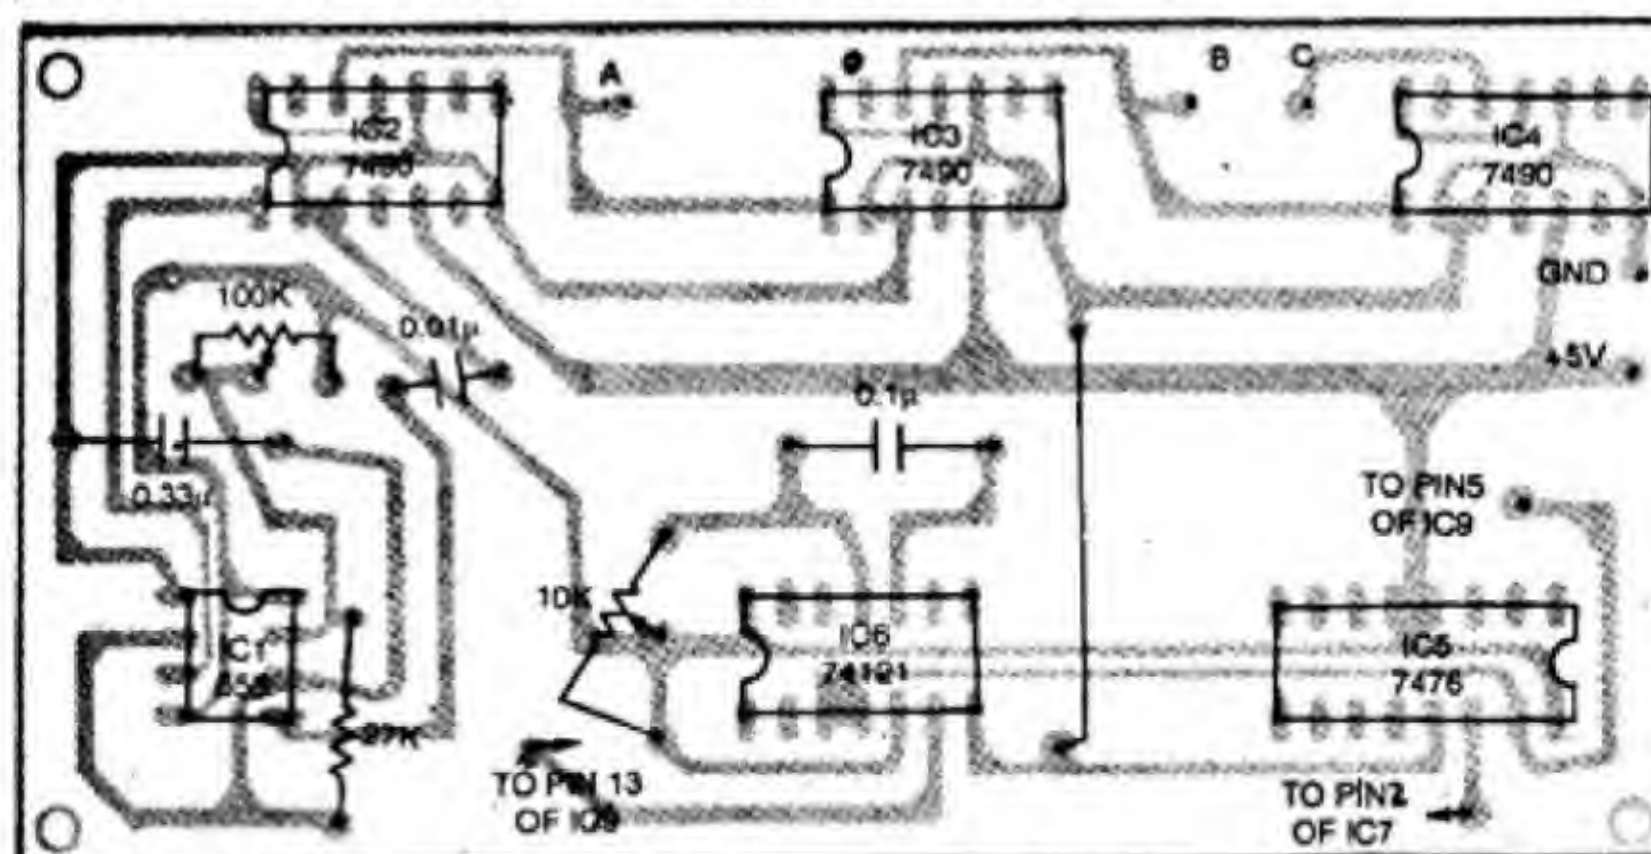 A
B
C
IC2
7490
IC3
7490
IC4
7490
GND
100K
0.01µ
+5V
0.1µ
0.33µ
TO PIN5
OF IC9
10K
IC1
555
IC6
74121
IC5
7476
27K
TO PIN 13
OF IC9
TO PIN2
OF IC7